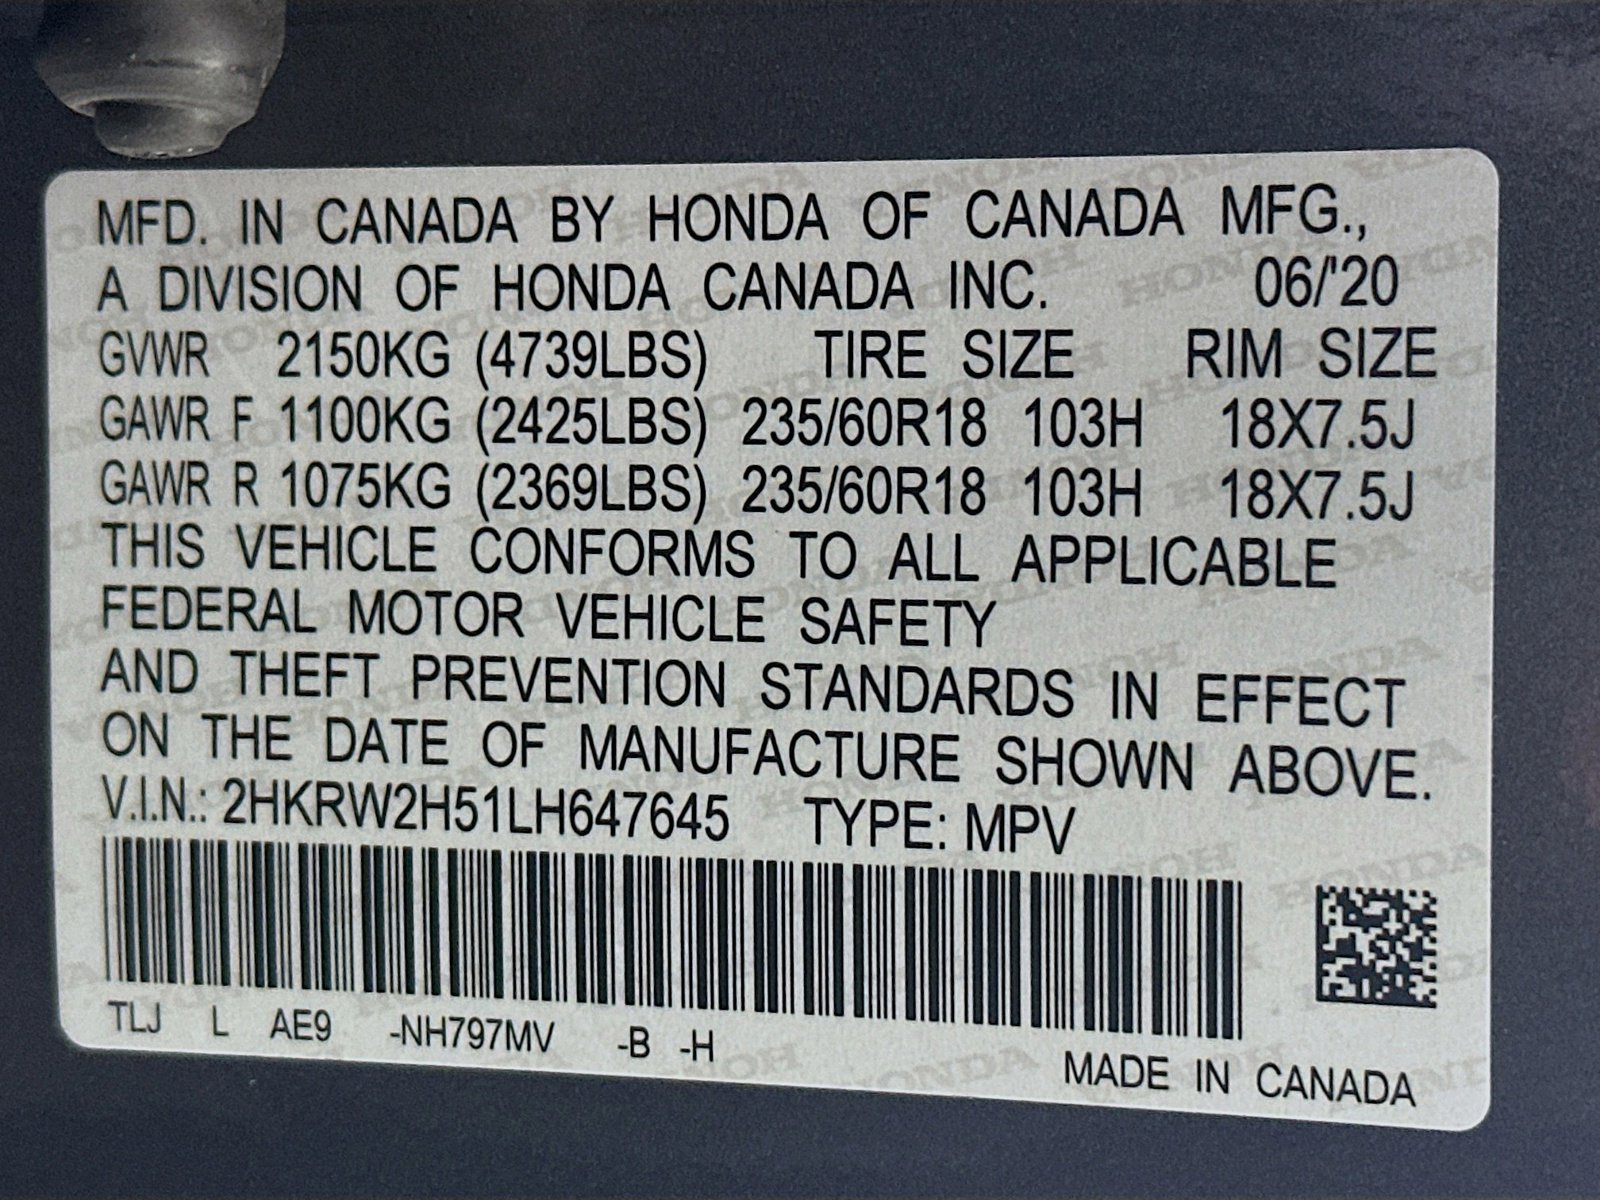 MFD. IN CANADA BY HONDA OF CANADA MFG.,
A DIVISION OF HONDA CANADA INC. 06/'20
GVWR 2150KG (4739LBS) TIRE SIZE RIM SIZE
GAWR F 1100KG (2425LBS) 235/60R18 103H 18X7.5J
GAWR R 1075KG (2369LBS) 235/60R18 103H 18X7.5J
THIS VEHICLE CONFORMS TO ALL APPLICABLE
FEDERAL MOTOR VEHICLE SAFETY
AND THEFT PREVENTION STANDARDS IN EFFECT
ON THE DATE OF MANUFACTURE SHOWN ABOVE.
V.I.N.: 2HKRW2H51LH647645 TYPE: MPV
TLJ L AE9 -NH797MV -B -H
MADE IN CANADA